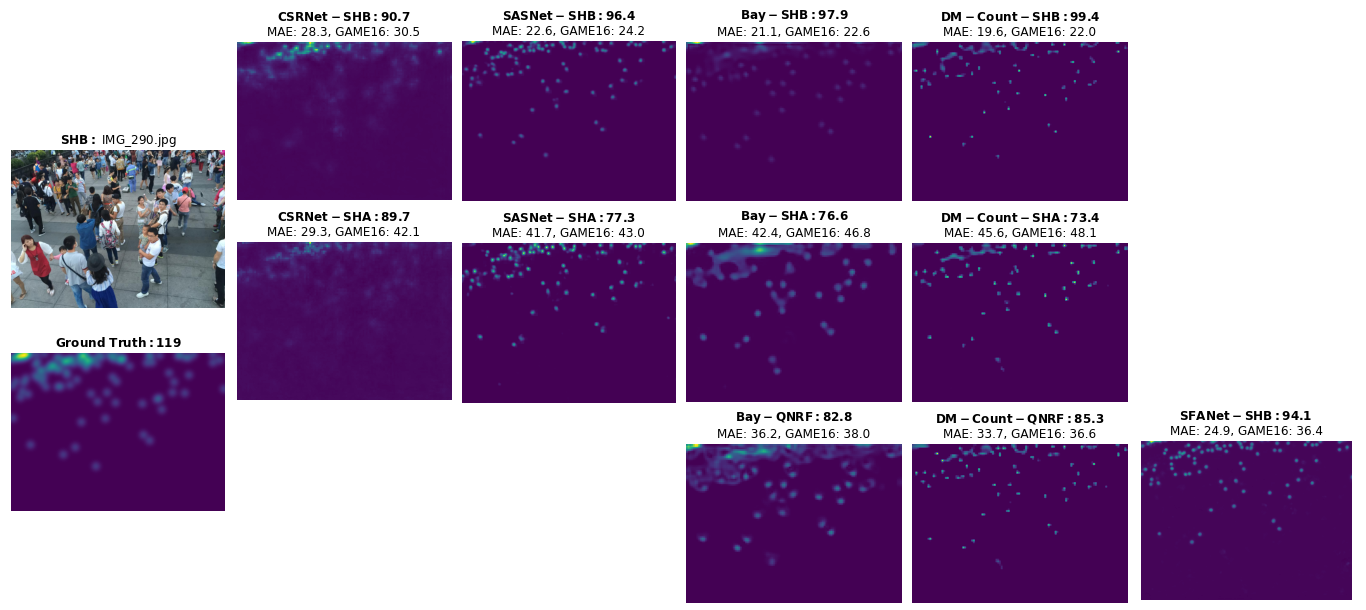 CSRNet − SHB: 90.7
MAE: 28.3, GAME16: 30.5
SASNet − SHB: 96.4
MAE: 22.6, GAME16: 24.2
Bay − SHB: 97.9
MAE: 21.1, GAME16: 22.6
DM − Count − SHB: 99.4
MAE: 19.6, GAME16: 22.0
SHB: IMG_290.jpg
CSRNet − SHA: 89.7
MAE: 29.3, GAME16: 42.1
SASNet − SHA: 77.3
MAE: 41.7, GAME16: 43.0
Bay − SHA: 76.6
MAE: 42.4, GAME16: 46.8
DM − Count − SHA: 73.4
MAE: 45.6, GAME16: 48.1
Ground Truth: 119
Bay − QNRF: 82.8
MAE: 36.2, GAME16: 38.0
DM − Count − QNRF: 85.3
MAE: 33.7, GAME16: 36.6
SFANet − SHB: 94.1
MAE: 24.9, GAME16: 36.4